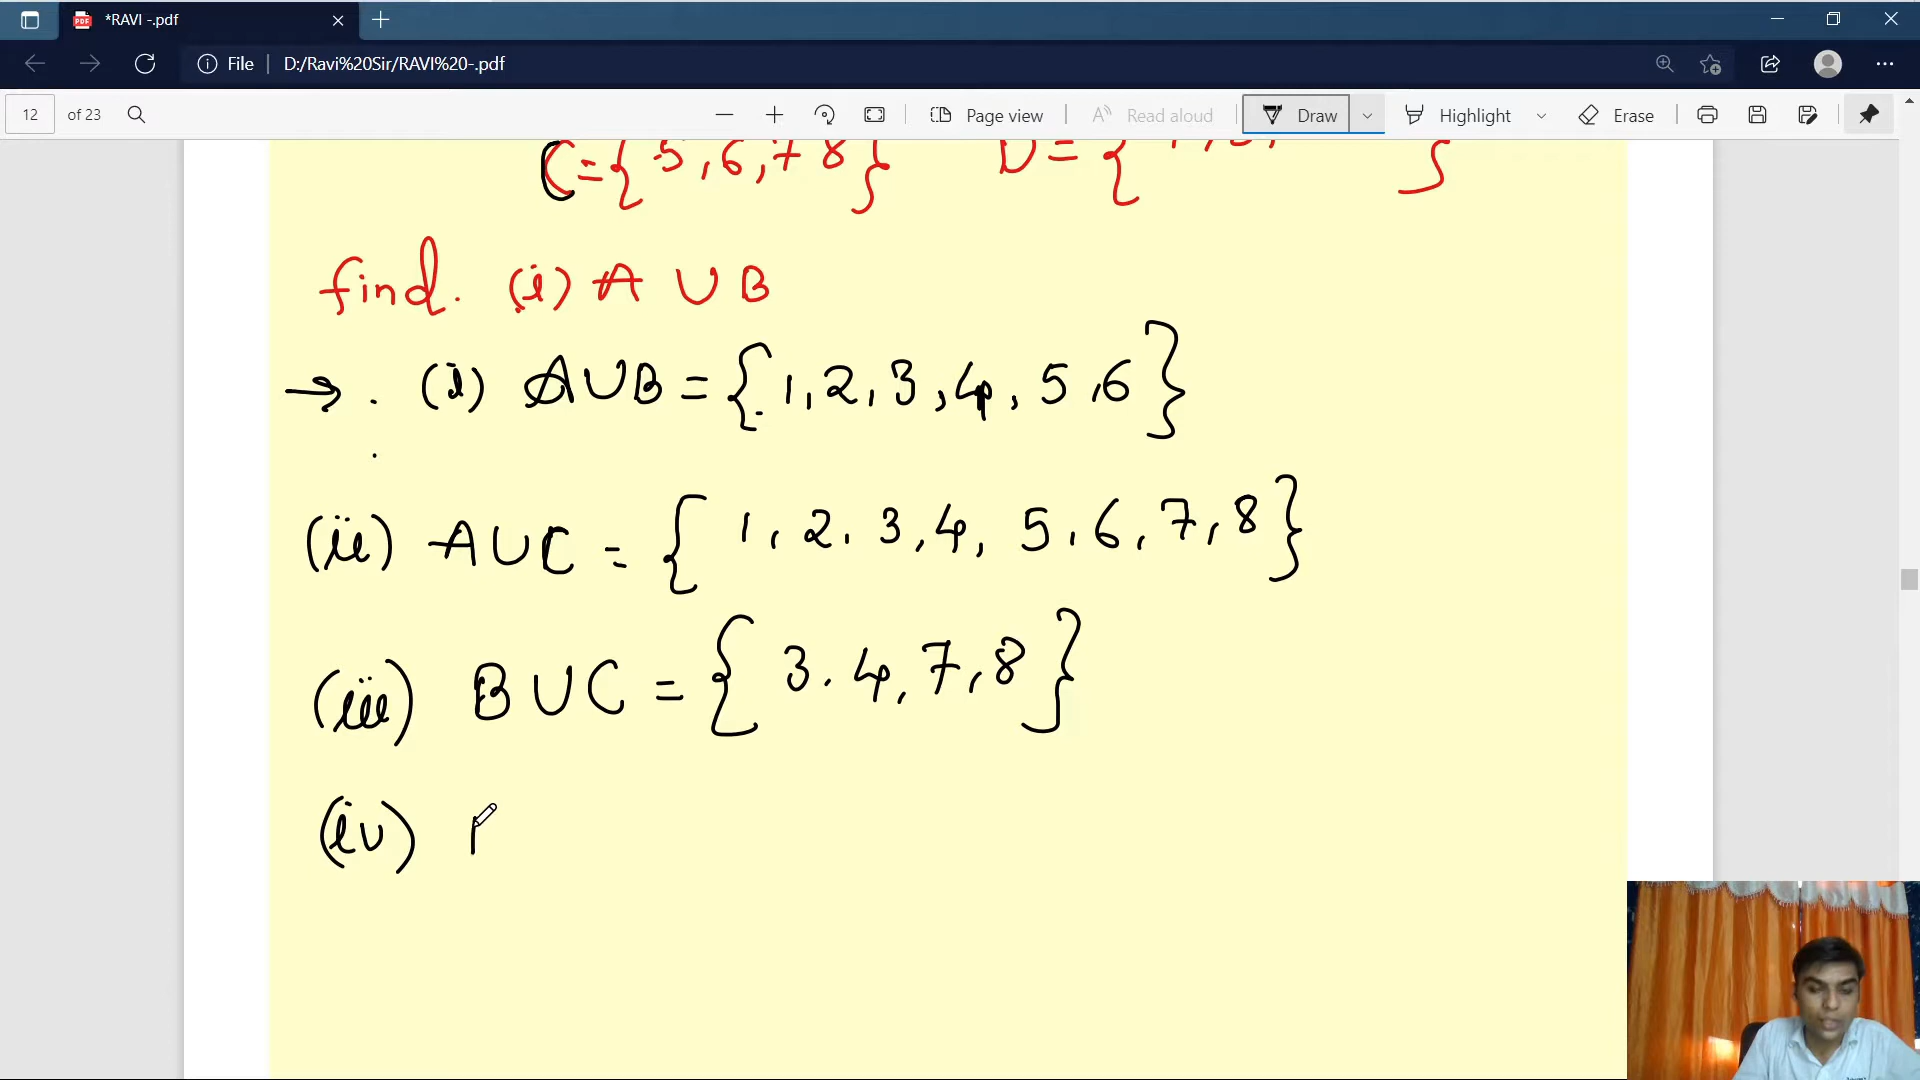 *RAVI -.pdf
File D:/Ravi%20Sir/RAVI%20-.pdf
12 of 23 Page view Read aloud Draw Highlight Erase
C={5,6,7 8} D={ }
find. (i) A ∪ B
→ . (i) A∪B={1,2,3,4,5,6}
(ii) A∪C = { 1, 2, 3,4, 5,6,7,8}
(iii) B ∪ C = { 3. 4,7,8 }
(iv)